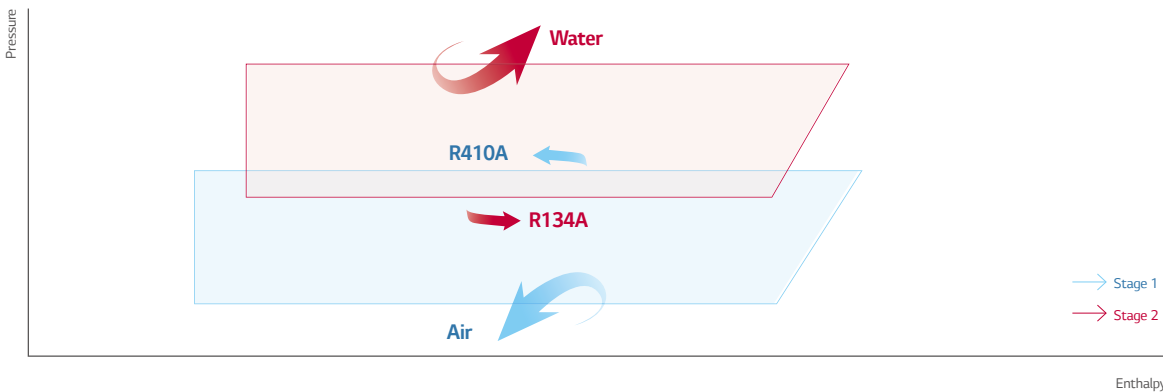 Pressure
Water
R410A
R134A
Stage 1
Stage 2
Air
Enthalpy